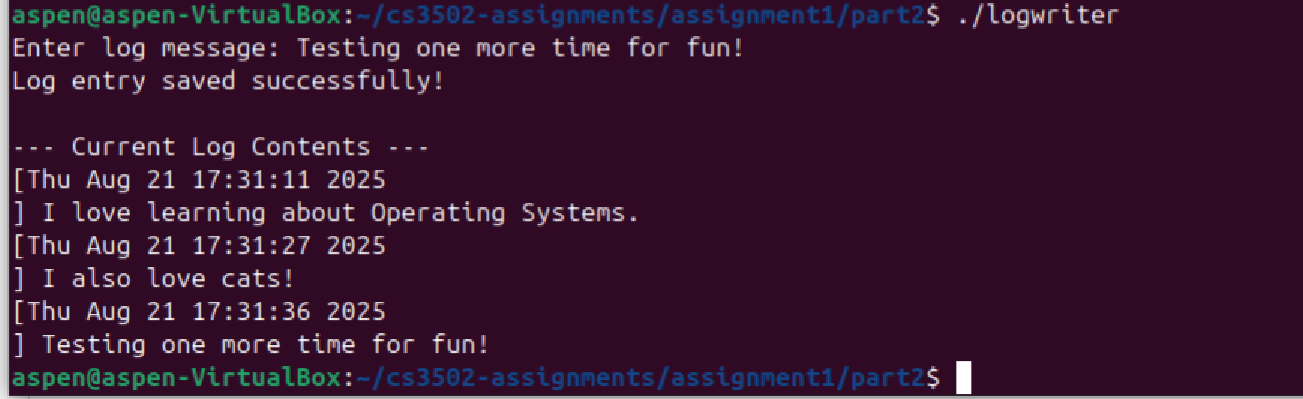 aspen@aspen-VirtualBox:~/cs3502-assignments/assignment1/part2$ ./logwriter
Enter log message: Testing one more time for fun!
Log entry saved successfully!
--- Current Log Contents ---
[Thu Aug 21 17:31:11 2025
] I love learning about Operating Systems.
[Thu Aug 21 17:31:27 2025
] I also love cats!
[Thu Aug 21 17:31:36 2025
] Testing one more time for fun!
aspen@aspen-VirtualBox:~/cs3502-assignments/assignment1/part2$